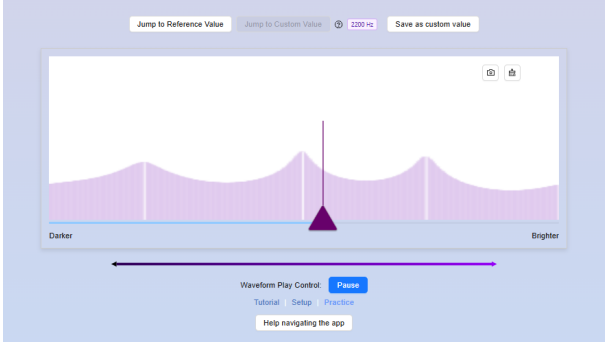 Jump to Reference Value Jump to Custom Value 2200 Hz Save as custom value
Darker Brighter
Waveform Play Control: Pause
Tutorial Setup Practice
Help navigating the app